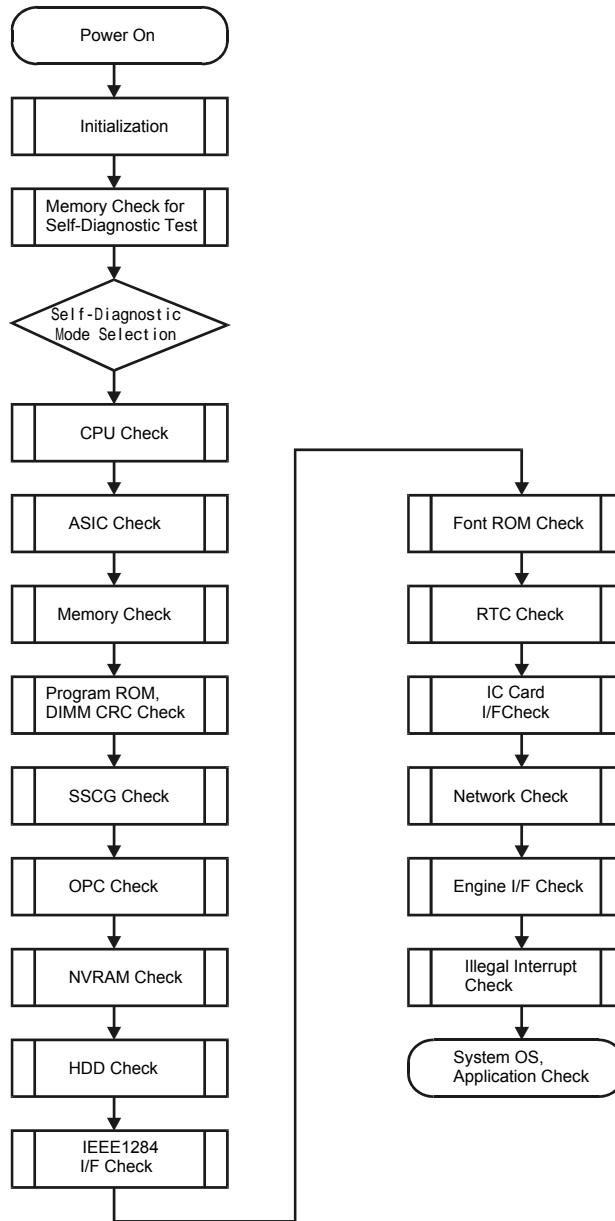 Power On
Initialization
Memory Check for
Self-Diagnostic Test
Self-Diagnostic
Mode Selection
CPU Check
ASIC Check
Memory Check
Program ROM,
DIMM CRC Check
SSCG Check
OPC Check
NVRAM Check
HDD Check
IEEE1284
I/F Check
Font ROM Check
RTC Check
IC Card
I/FCheck
Network Check
Engine I/F Check
Illegal Interrupt
Check
System OS,
Application Check